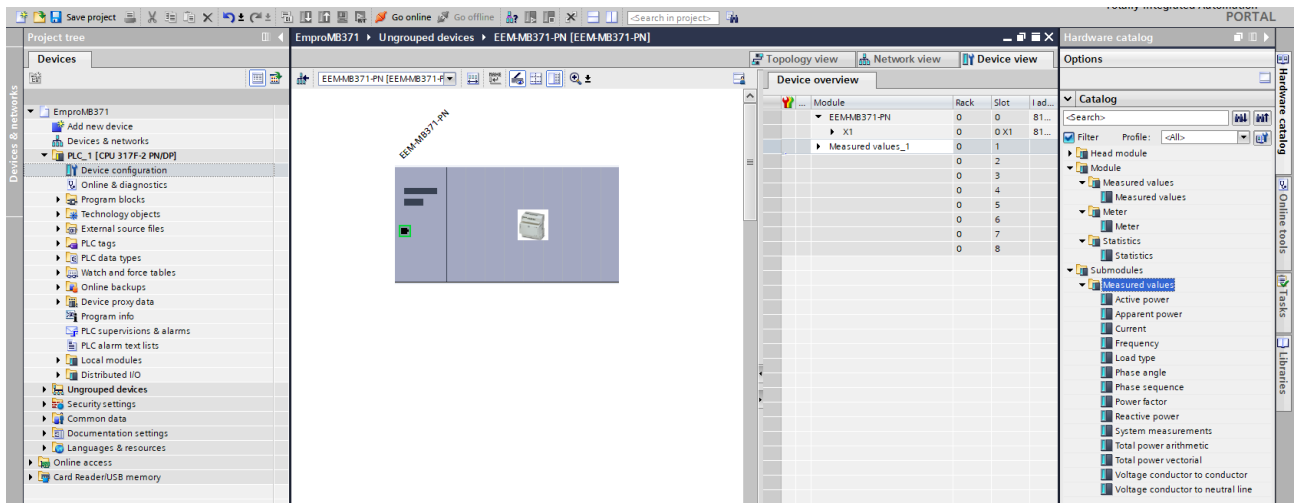 Totally Integrated Automation
PORTAL
Save project
Go online
Go offline
<Search in project>
Project tree
EmproMB371 ▸ Ungrouped devices ▸ EEM-MB371-PN [EEM-MB371-PN]
Hardware catalog
Devices
Topology view
Network view
Device view
Options
EEM-MB371-PN [EEM-MB371-P
Device overview
Devices & networks
EmproMB371
Add new device
Devices & networks
PLC_1 [CPU 317F-2 PN/DP]
Device configuration
Online & diagnostics
Program blocks
Technology objects
External source files
PLC tags
PLC data types
Watch and force tables
Online backups
Device proxy data
Program info
PLC supervisions & alarms
PLC alarm text lists
Local modules
Distributed I/O
Ungrouped devices
Security settings
Common data
Documentation settings
Languages & resources
Online access
Card Reader/USB memory
EEM-MB371-PN
... Module Rack Slot I ad...
EEM-MB371-PN 0 0 81...
X1 0 0 X1 81...
Measured values_1 0 1
0 2
0 3
0 4
0 5
0 6
0 7
0 8
Catalog
<Search>
Filter Profile: <All>
Head module
Module
Measured values
Measured values
Meter
Meter
Statistics
Statistics
Submodules
Measured values
Active power
Apparent power
Current
Frequency
Load type
Phase angle
Phase sequence
Power factor
Reactive power
System measurements
Total power arithmetic
Total power vectorial
Voltage conductor to conductor
Voltage conductor to neutral line
Hardware catalog
Online tools
Tasks
Libraries